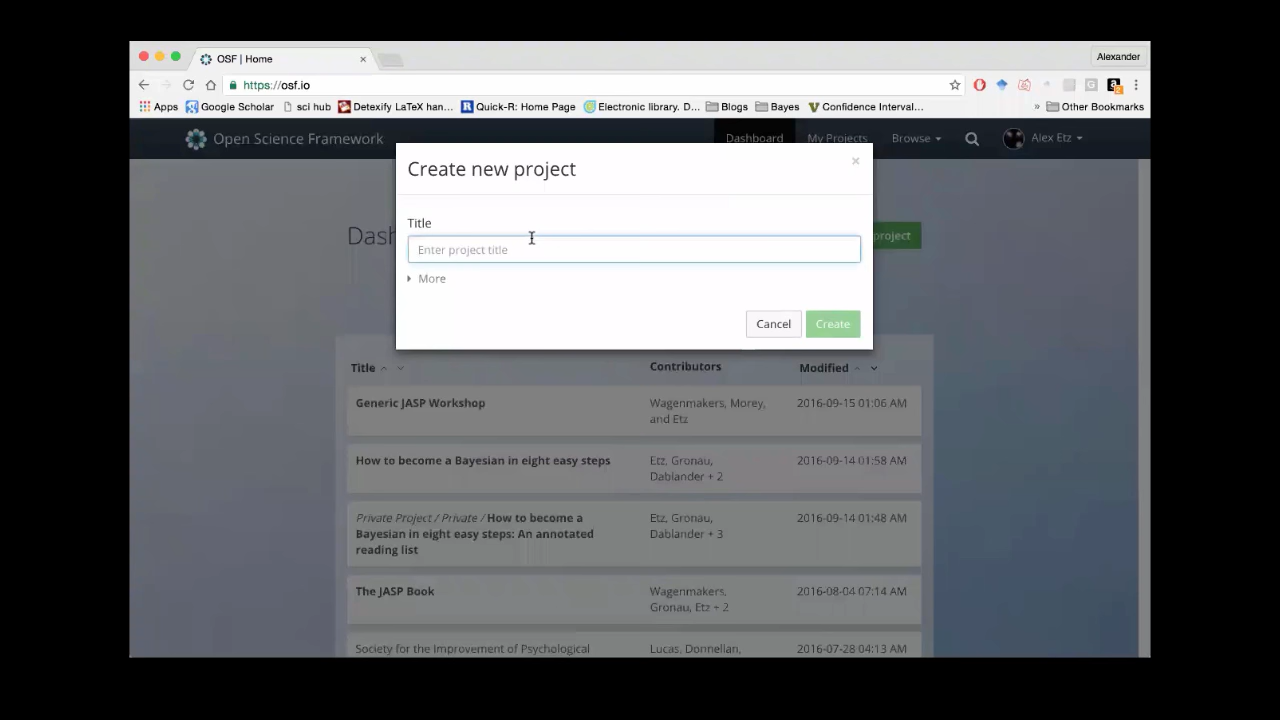 OSF | Home
Alexander
https://osf.io
Apps Google Scholar sci hub Detexify LaTeX han... Quick-R: Home Page Electronic library. D... Blogs Bayes Confidence Interval... » Other Bookmarks
Open Science Framework Dashboard My Projects Browse Alex Etz
Create new project
×
Title
Dash
project
Enter project title
More
Cancel Create
Title Contributors Modified
Generic JASP Workshop Wagenmakers, Morey, 2016-09-15 01:06 AM
and Etz
How to become a Bayesian in eight easy steps Etz, Gronau, 2016-09-14 01:58 AM
Dablander + 2
Private Project / Private / How to become a Etz, Gronau, 2016-09-14 01:48 AM
Bayesian in eight easy steps: An annotated Dablander + 3
reading list
The JASP Book Wagenmakers, 2016-08-04 07:14 AM
Gronau, Etz + 2
Society for the Improvement of Psychological Lucas, Donnellan, 2016-07-28 04:13 AM